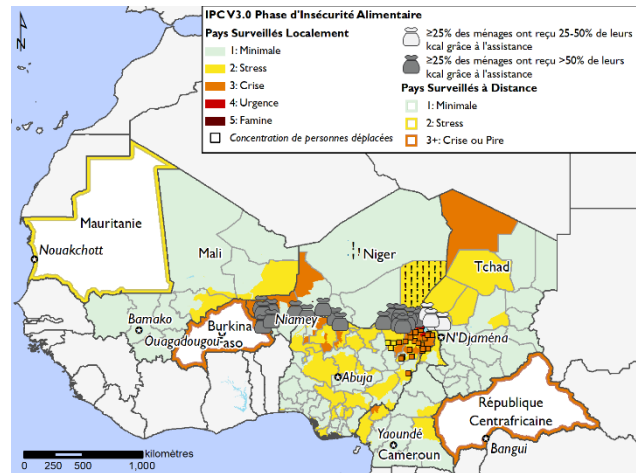 IPC V3.0 Phase d'Insécurité Alimentaire
Pays Surveillés Localement
1: Minimale
2: Stress
3: Crise
4: Urgence
5: Famine
Concentration de personnes déplacées
≥25% des ménages ont reçu 25-50% de leurs
kcal grâce à l'assistance
≥25% des ménages ont reçu >50% de leurs
kcal grâce à l'assistance
Pays Surveillés à Distance
1: Minimale
2: Stress
3+: Crise ou Pire
N
Mauritanie
Nouakchott
Mali
Niger
Tchad
Bamako
Burkina
Faso
Niamey
Ouagadougou
N'Djaména
Abuja
République
Centrafricaine
Yaoundé
Cameroun
Bangui
kilomètres
0 250 500 1,000